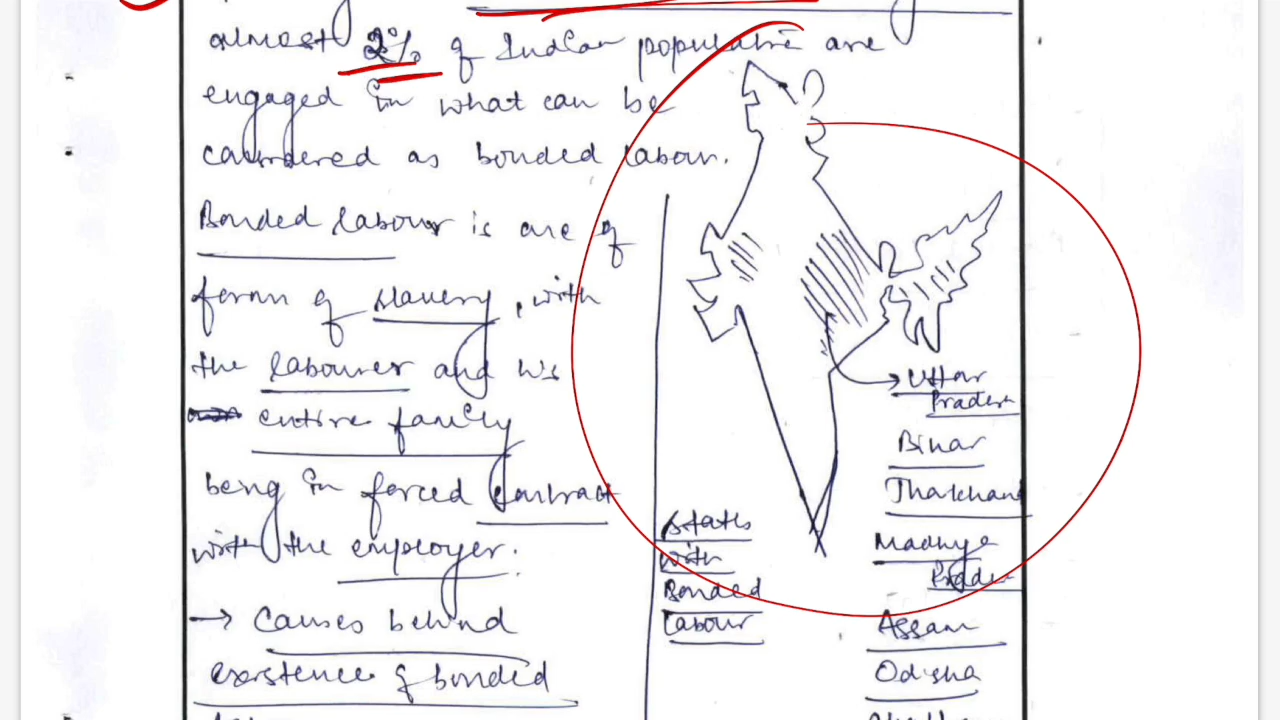 almost 2% of Indian population are
engaged in what can be
considered as bonded labour.
Bonded labour is one of
form of slavery, with
the labourer and his
entire family
being in forced contract
with the employer.
→ Causes behind
existence of bonded
States
with
Bonded
Labour
Uttar
Pradesh
Bihar
Jharkhand
Madhya
Pradesh
Assam
Odisha